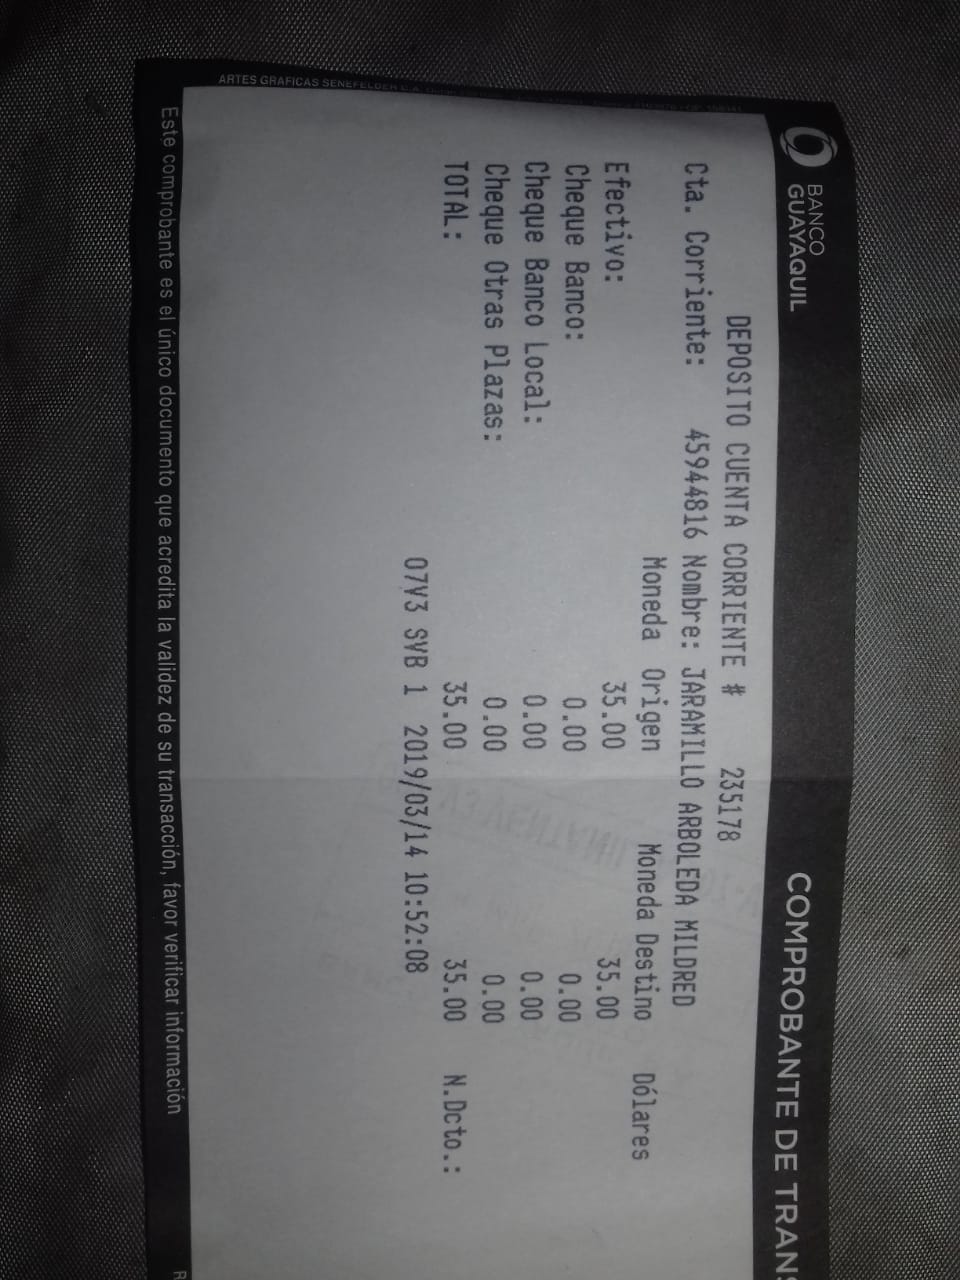 BANCO
GUAYAQUIL
COMPROBANTE DE TRANS
DEPOSITO CUENTA CORRIENTE # 235178
Cta. Corriente: 45944816 Nombre: JARAMILLO ARBOLEDA MILDRED
Moneda Origen Moneda Destino Dólares
Efectivo: 35.00 35.00
Cheque Banco: 0.00 0.00
Cheque Banco Local: 0.00 0.00
Cheque Otras Plazas: 0.00 0.00
TOTAL: 35.00 35.00 N.Dcto.:
07V3 SVB 1 2019/03/14 10:52:08
Este comprobante es el único documento que acredita la validez de su transacción, favor verificar información
ARTES GRAFICAS SENEFELDER C.A.